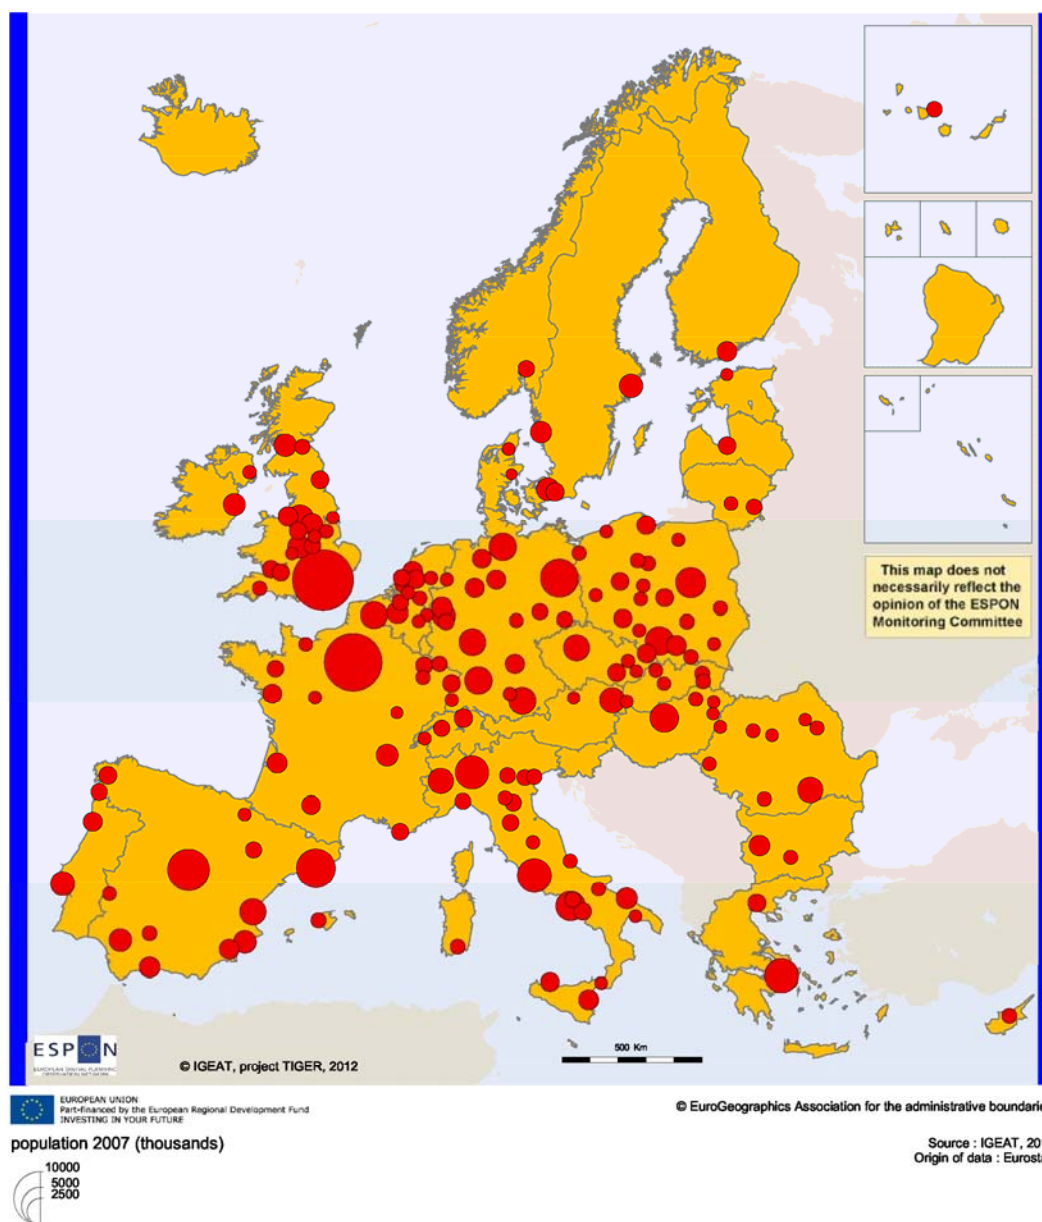 This map does not
necessarily reflect the
opinion of the ESPON
Monitoring Committee
ESPON
© IGEAT, project TIGER, 2012
500 Km
EUROPEAN UNION
Part-financed by the European Regional Development Fund
INVESTING IN YOUR FUTURE
© EuroGeographics Association for the administrative boundarie
population 2007 (thousands)
Source : IGEAT, 20
Origin of data : Eurosta
10000
5000
2500